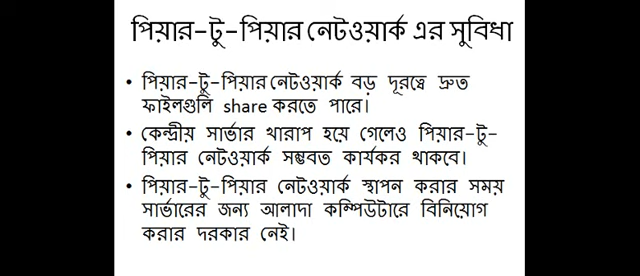 পিয়ার-টু-পিয়ার নেটওয়ার্ক এর সুবিধা
• পিয়ার-টু-পিয়ার নেটওয়ার্ক বড় দূরত্বে দ্রুত
ফাইলগুলি share করতে পারে।
• কেন্দ্রীয় সার্ভার খারাপ হয়ে গেলেও পিয়ার-টু-
পিয়ার নেটওয়ার্ক সম্ভবত কার্যকর থাকবে।
• পিয়ার-টু-পিয়ার নেটওয়ার্ক স্থাপন করার সময়
সার্ভারের জন্য আলাদা কম্পিউটারে বিনিয়োগ
করার দরকার নেই।